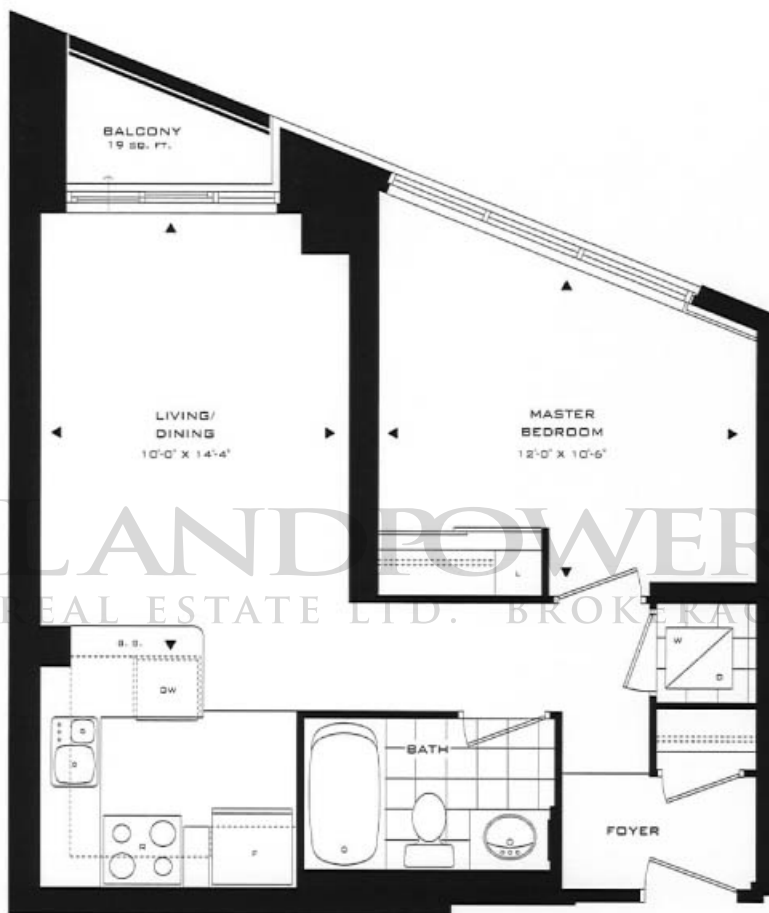 BALCONY
19 SQ. FT.
LIVING/
DINING
10'-0" X 14'-4"
MASTER
BEDROOM
12'-0" X 10'-6"
LANDPOWER
REAL ESTATE LTD. BROKERAG
L
B. B.
DW
W
D
BATH
R
F
FOYER